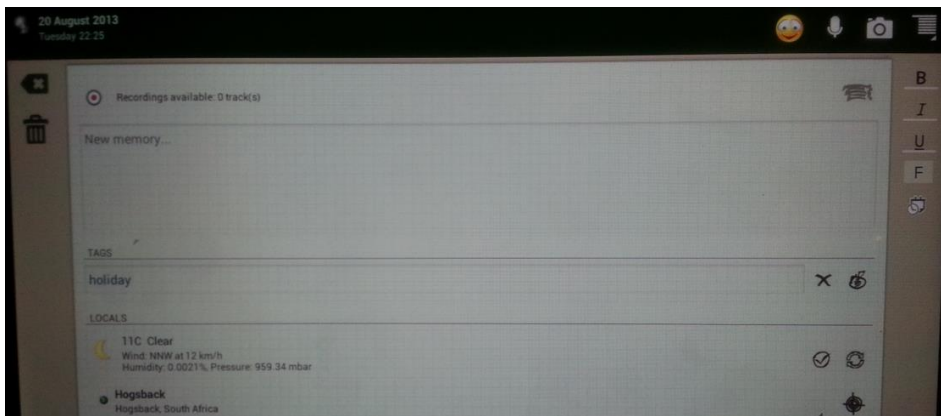 20 August 2013
Tuesday 22:25
Recordings available: 0 track(s)
New memory...
TAGS
holiday
LOCALS
11C Clear
Wind: NNW at 12 km/h
Humidity: 0.0021%, Pressure: 959.34 mbar
Hogsback
Hogsback, South Africa
B
I
U
F